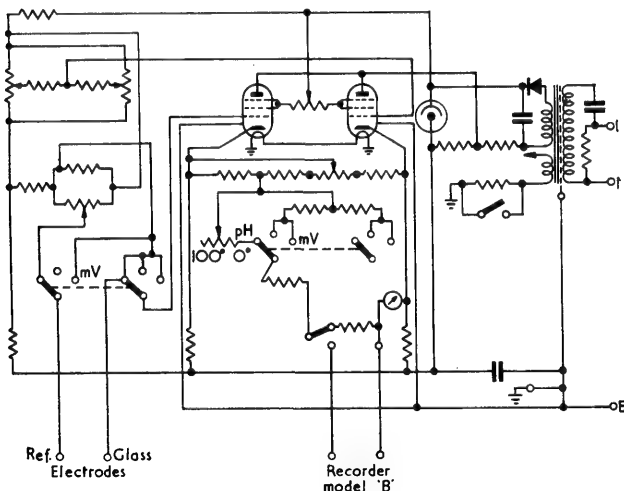 pH
mV
100° 0°
mV
Ref. Glass
Electrodes
Recorder
model 'B'
E